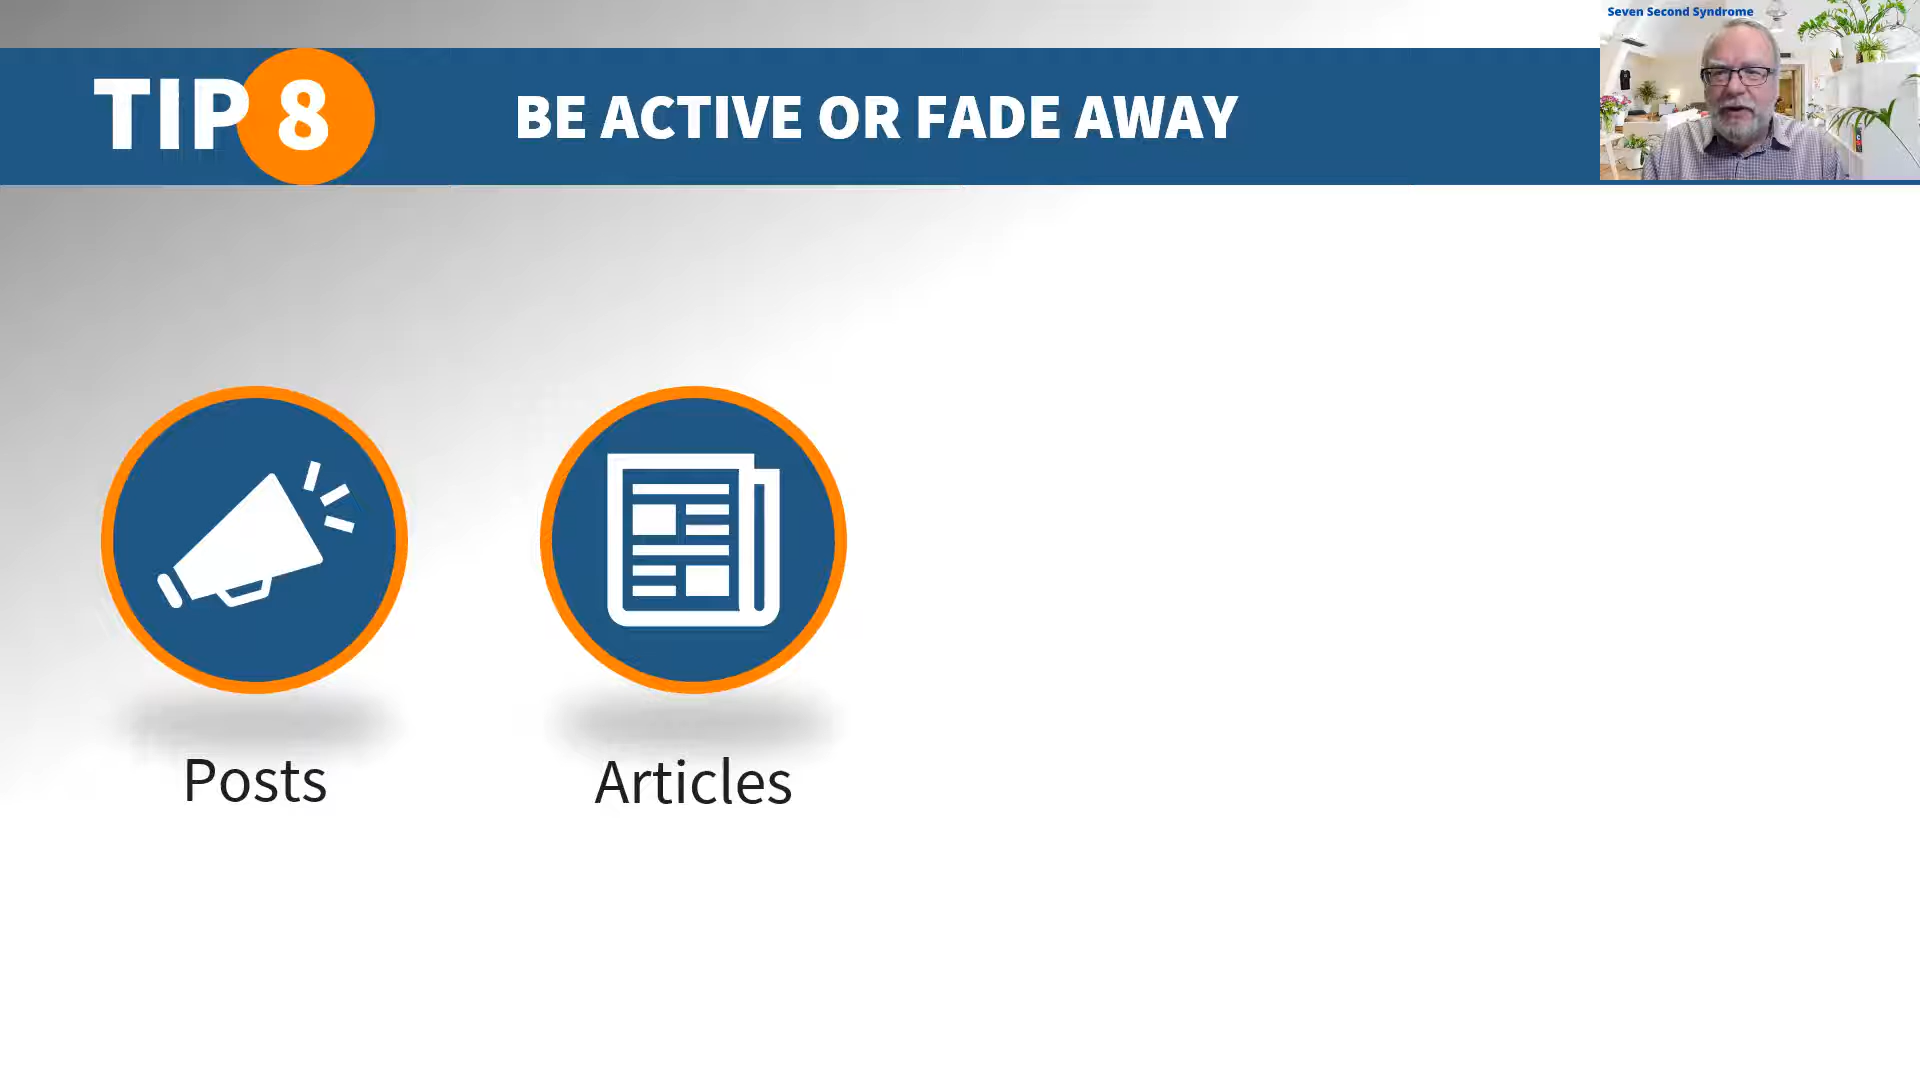 TIP 8
BE ACTIVE OR FADE AWAY
Seven Second Syndrome
Posts
Articles